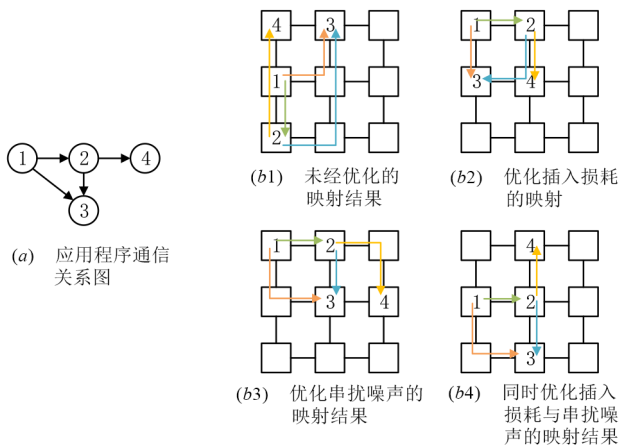 4 3
1
2
(b1) 未经优化的
映射结果
1 2
3 4
(b2) 优化插入损耗
的映射
1 2 4
3
(a) 应用程序通信
关系图
1 2
3 4
(b3) 优化串扰噪声的
映射结果
4
1 2
3
(b4) 同时优化插入
损耗与串扰噪
声的映射结果